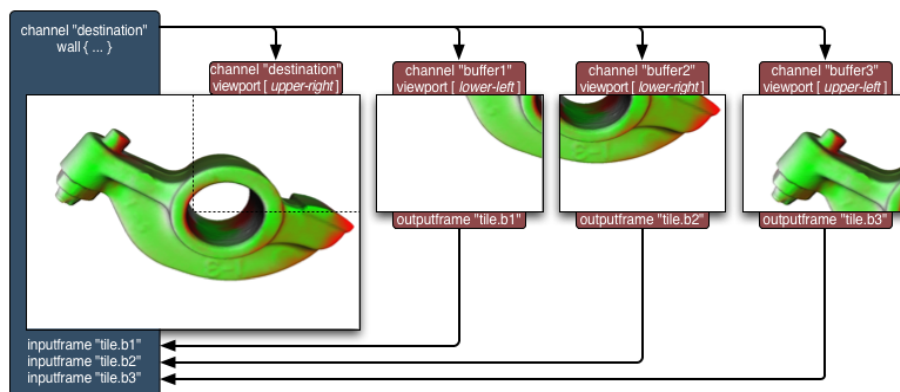 channel "destination"
wall { ... }
channel "destination"
viewport [ upper-right ]
channel "buffer1"
viewport [ lower-left ]
channel "buffer2"
viewport [ lower-right ]
channel "buffer3"
viewport [ upper-left ]
outputframe "tile.b1"
outputframe "tile.b2"
outputframe "tile.b3"
inputframe "tile.b1"
inputframe "tile.b2"
inputframe "tile.b3"